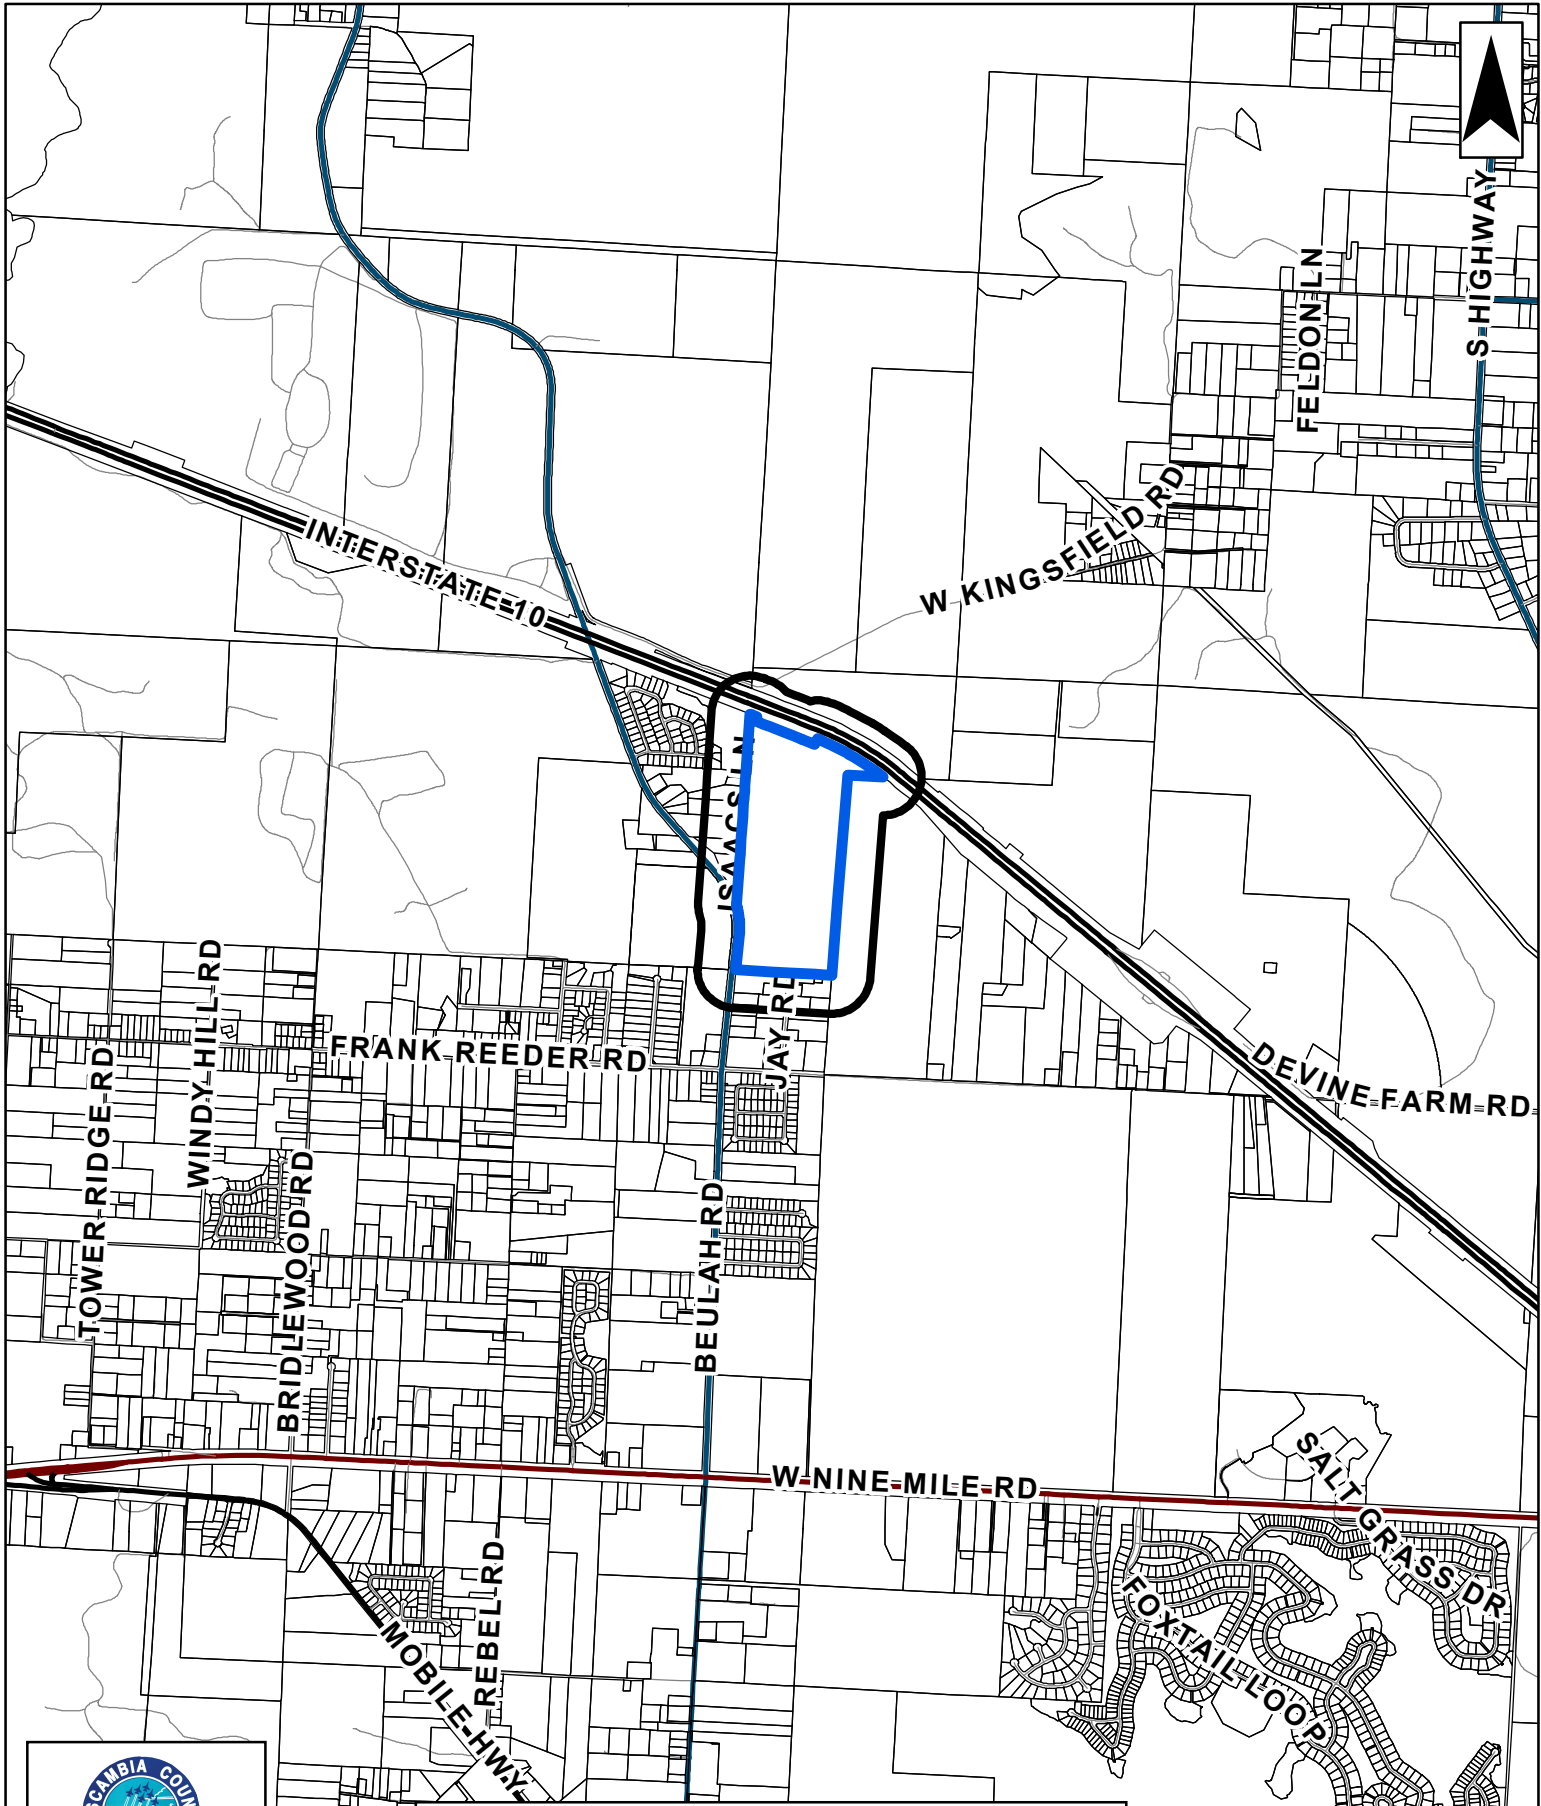 S HIGHWAY
FELDON LN
W KINGSFIELD RD
INTERSTATE 10
ISAACS LN
WINDY HILL RD
JAY RD
FRANK REEDER RD
TOWER RIDGE RD
DEVINE FARM RD
BRIDLEWOOD RD
BEULAH RD
W NINE MILE RD
SALT GRASS DR
REBEL RD
FOXTAIL LOOP
MOBILE HWY